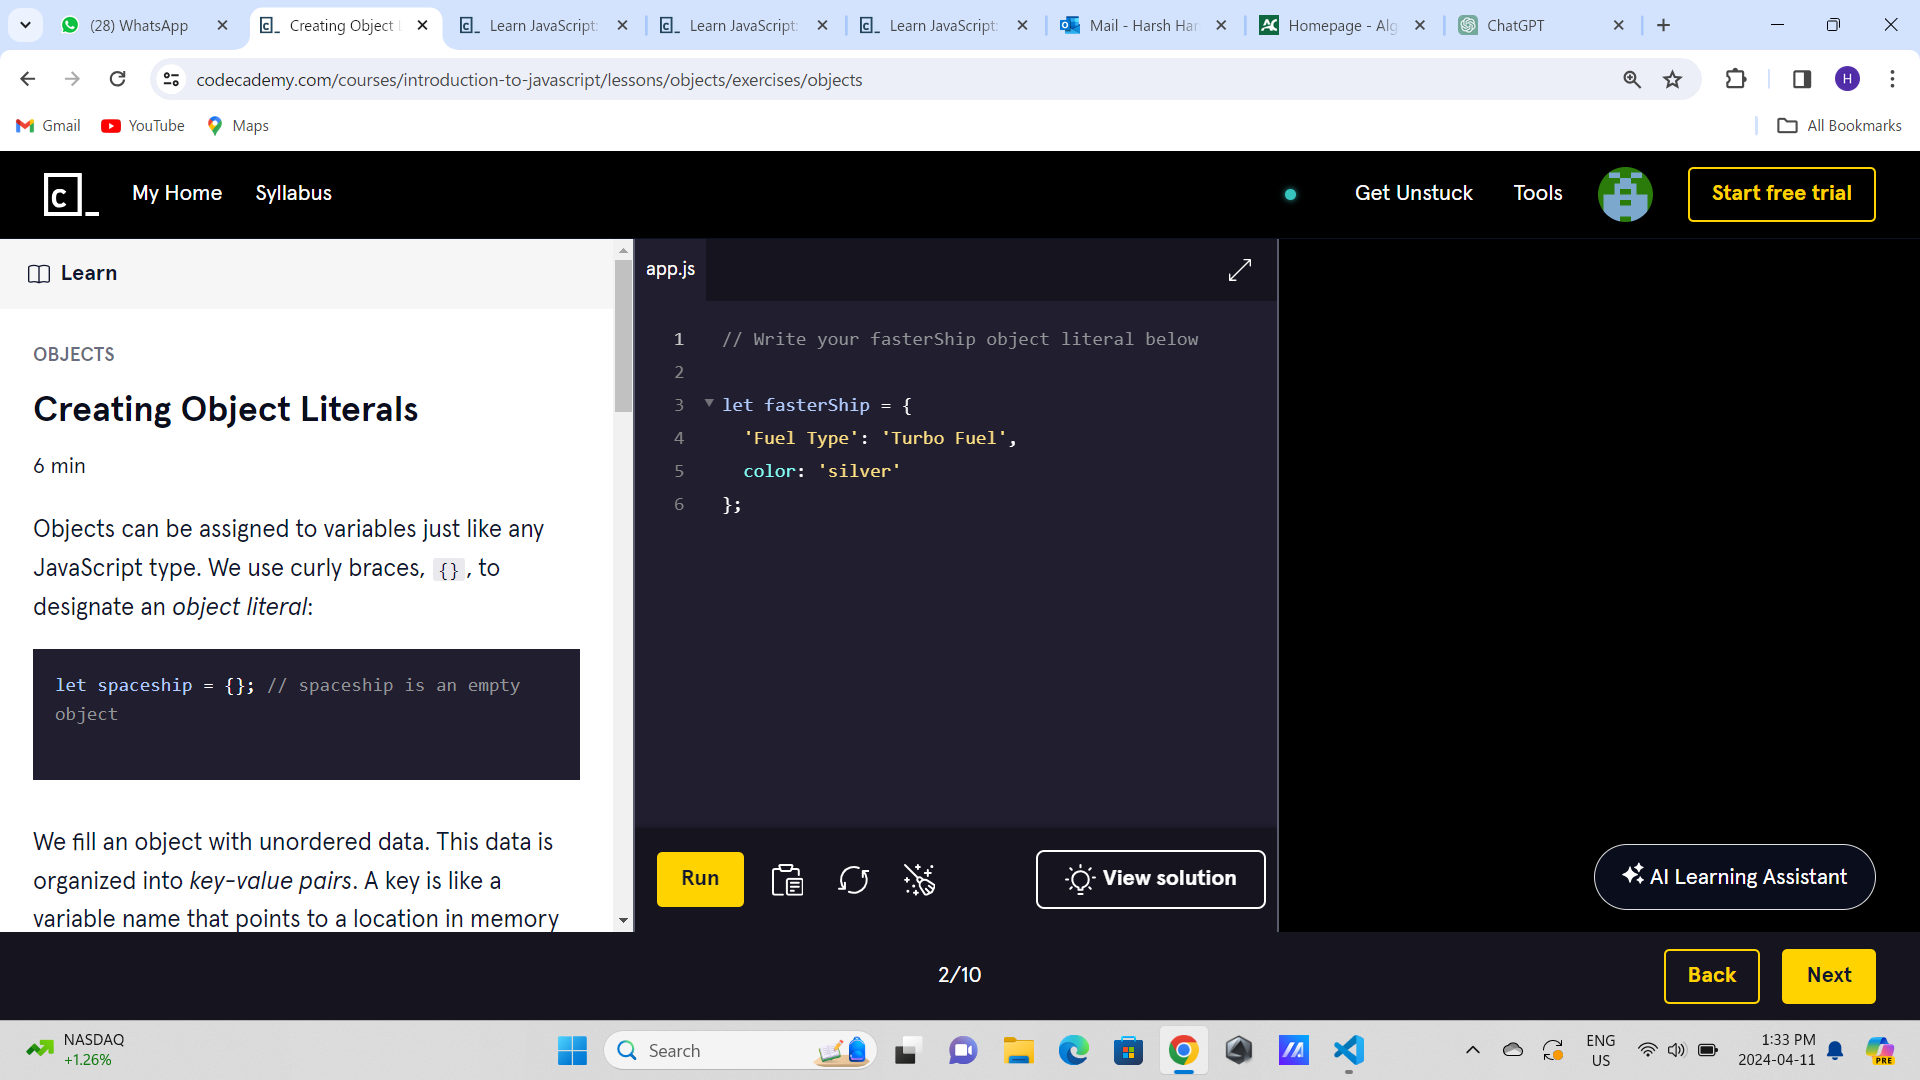 (28) WhatsApp
Creating Object L
Learn JavaScript:
Learn JavaScript:
Learn JavaScript:
Mail - Harsh Har
Homepage - Alg
ChatGPT
codecademy.com/courses/introduction-to-javascript/lessons/objects/exercises/objects
H
Gmail
YouTube
Maps
All Bookmarks
c_
My Home
Syllabus
Get Unstuck
Tools
Start free trial
Learn
app.js
OBJECTS
Creating Object Literals
6 min
Objects can be assigned to variables just like any
JavaScript type. We use curly braces, {}, to
designate an object literal:
let spaceship = {}; // spaceship is an empty
object
We fill an object with unordered data. This data is
organized into key-value pairs. A key is like a
variable name that points to a location in memory
1 // Write your fasterShip object literal below
2
3 let fasterShip = {
4 'Fuel Type': 'Turbo Fuel',
5 color: 'silver'
6 };
Run
View solution
AI Learning Assistant
2/10
Back
Next
NASDAQ
+1.26%
Search
ENG
US
1:33 PM
2024-04-11
PRE